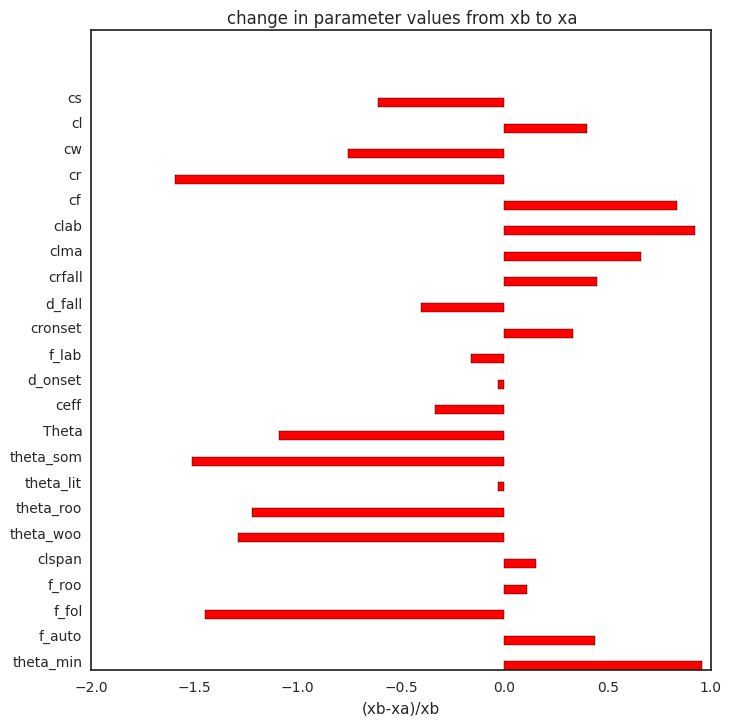 change in parameter values from xb to xa
cs
cl
cw
cr
cf
clab
clma
crfall
d_fall
cronset
f_lab
d_onset
ceff
Theta
theta_som
theta_lit
theta_roo
theta_woo
clspan
f_roo
f_fol
f_auto
theta_min
−2.0 −1.5 −1.0 −0.5 0.0 0.5 1.0
(xb-xa)/xb